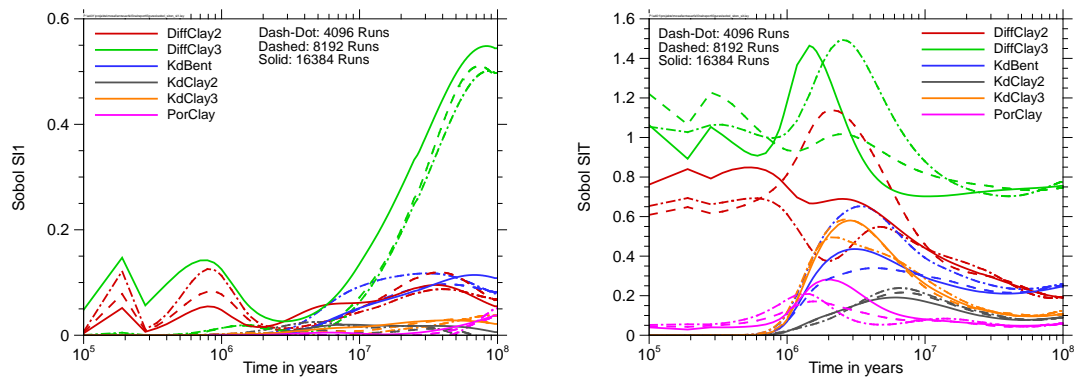 DiffClay2
DiffClay3
KdBent
KdClay2
KdClay3
PorClay
Dash-Dot: 4096 Runs
Dashed: 8192 Runs
Solid: 16384 Runs
Sobol SI1
0.6
0.4
0.2
0
10^5
10^6
10^7
10^8
Time in years
Dash-Dot: 4096 Runs
Dashed: 8192 Runs
Solid: 16384 Runs
DiffClay2
DiffClay3
KdBent
KdClay2
KdClay3
PorClay
Sobol SIT
1.6
1.4
1.2
1
0.8
0.6
0.4
0.2
0
10^5
10^6
10^7
10^8
Time in years